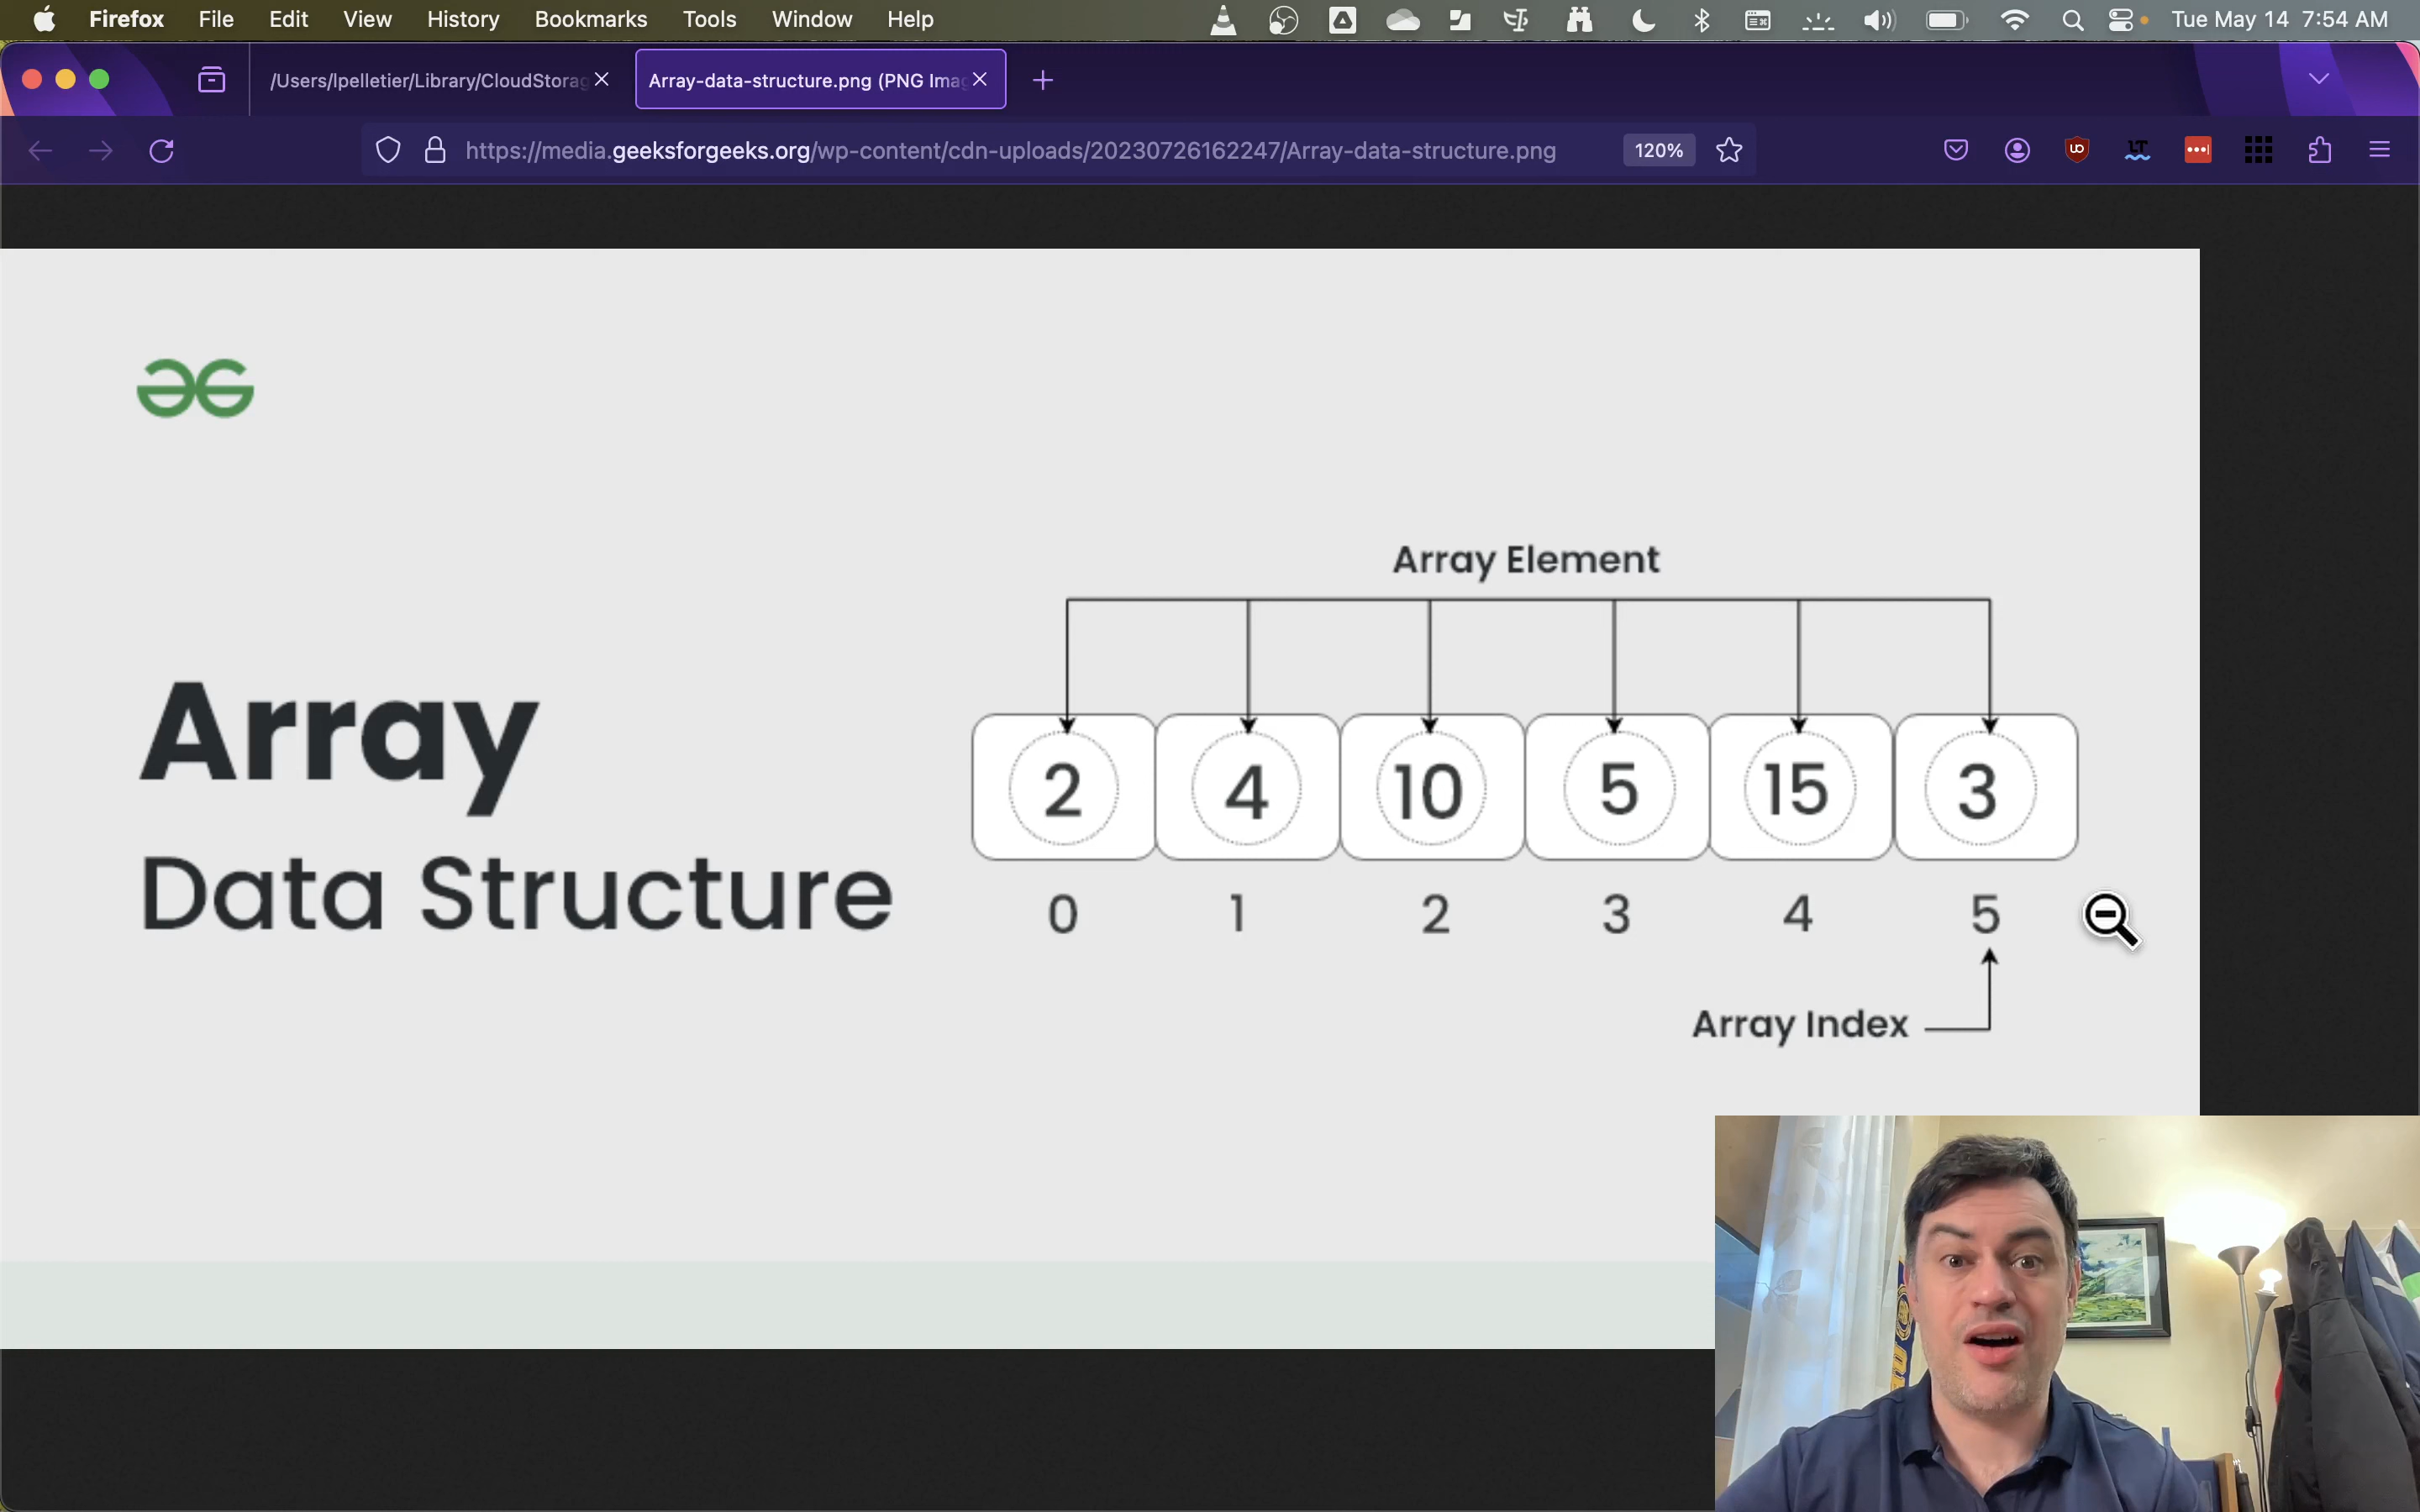 Firefox File Edit View History Bookmarks Tools Window Help Tue May 14 7:54 AM
/Users/lpelletier/Library/CloudStorag Array-data-structure.png (PNG Imag
https://media.geeksforgeeks.org/wp-content/cdn-uploads/20230726162247/Array-data-structure.png 120%
Array Element
Array
Data Structure
2 4 10 5 15 3
0 1 2 3 4 5
Array Index